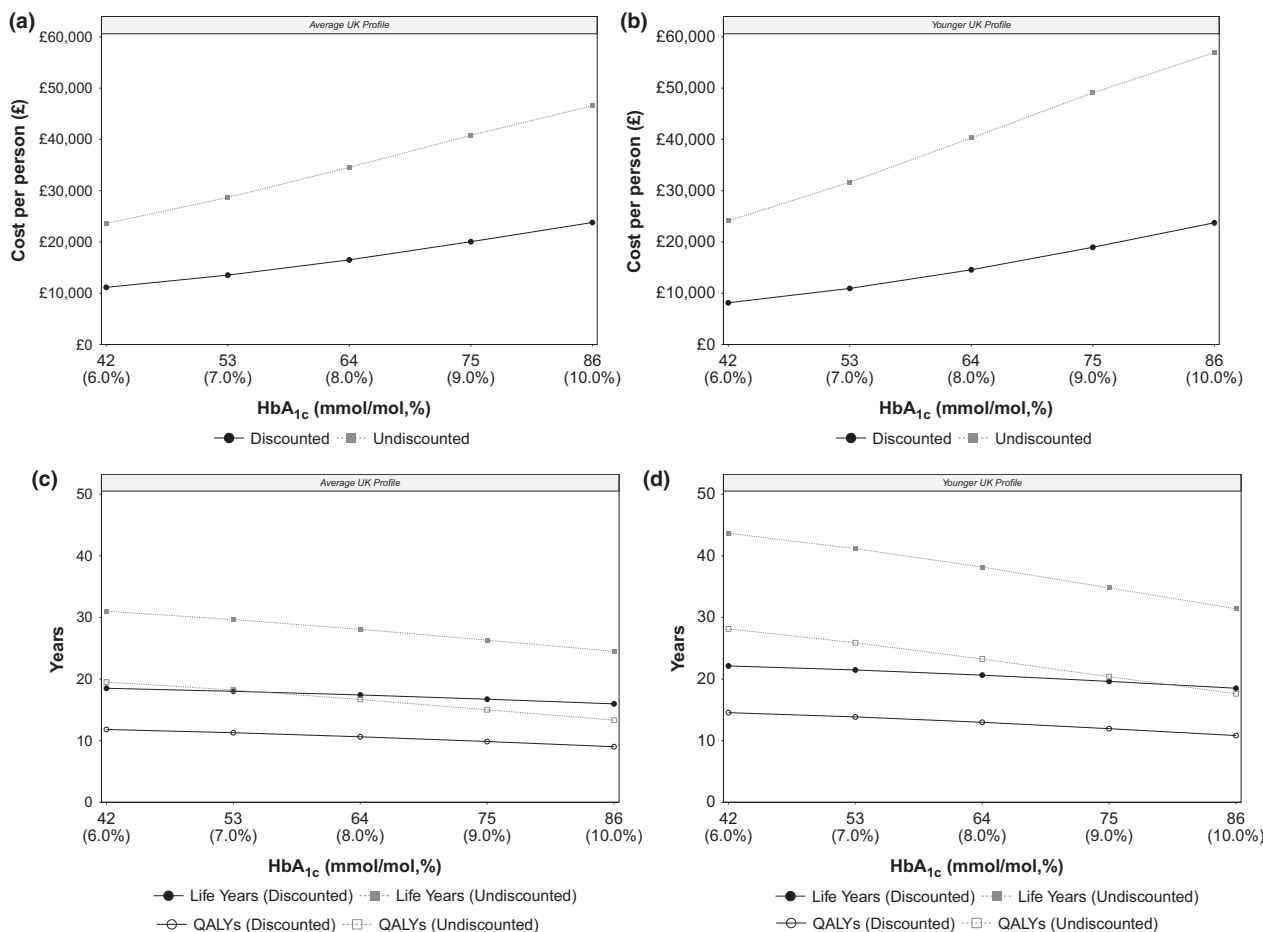 (a)
Average UK Profile
£60,000
£50,000
£40,000
£30,000
£20,000
£10,000
£0
Cost per person (£)
42 53 64 75 86
(6.0%) (7.0%) (8.0%) (9.0%) (10.0%)
HbA1c (mmol/mol,%)
Discounted Undiscounted
(b)
Younger UK Profile
£60,000
£50,000
£40,000
£30,000
£20,000
£10,000
£0
Cost per person (£)
42 53 64 75 86
(6.0%) (7.0%) (8.0%) (9.0%) (10.0%)
HbA1c (mmol/mol,%)
Discounted Undiscounted
(c)
Average UK Profile
50
40
30
20
10
0
Years
42 53 64 75 86
(6.0%) (7.0%) (8.0%) (9.0%) (10.0%)
HbA1c (mmol/mol,%)
Life Years (Discounted) Life Years (Undiscounted)
QALYs (Discounted) QALYs (Undiscounted)
(d)
Younger UK Profile
50
40
30
20
10
0
Years
42 53 64 75 86
(6.0%) (7.0%) (8.0%) (9.0%) (10.0%)
HbA1c (mmol/mol,%)
Life Years (Discounted) Life Years (Undiscounted)
QALYs (Discounted) QALYs (Undiscounted)